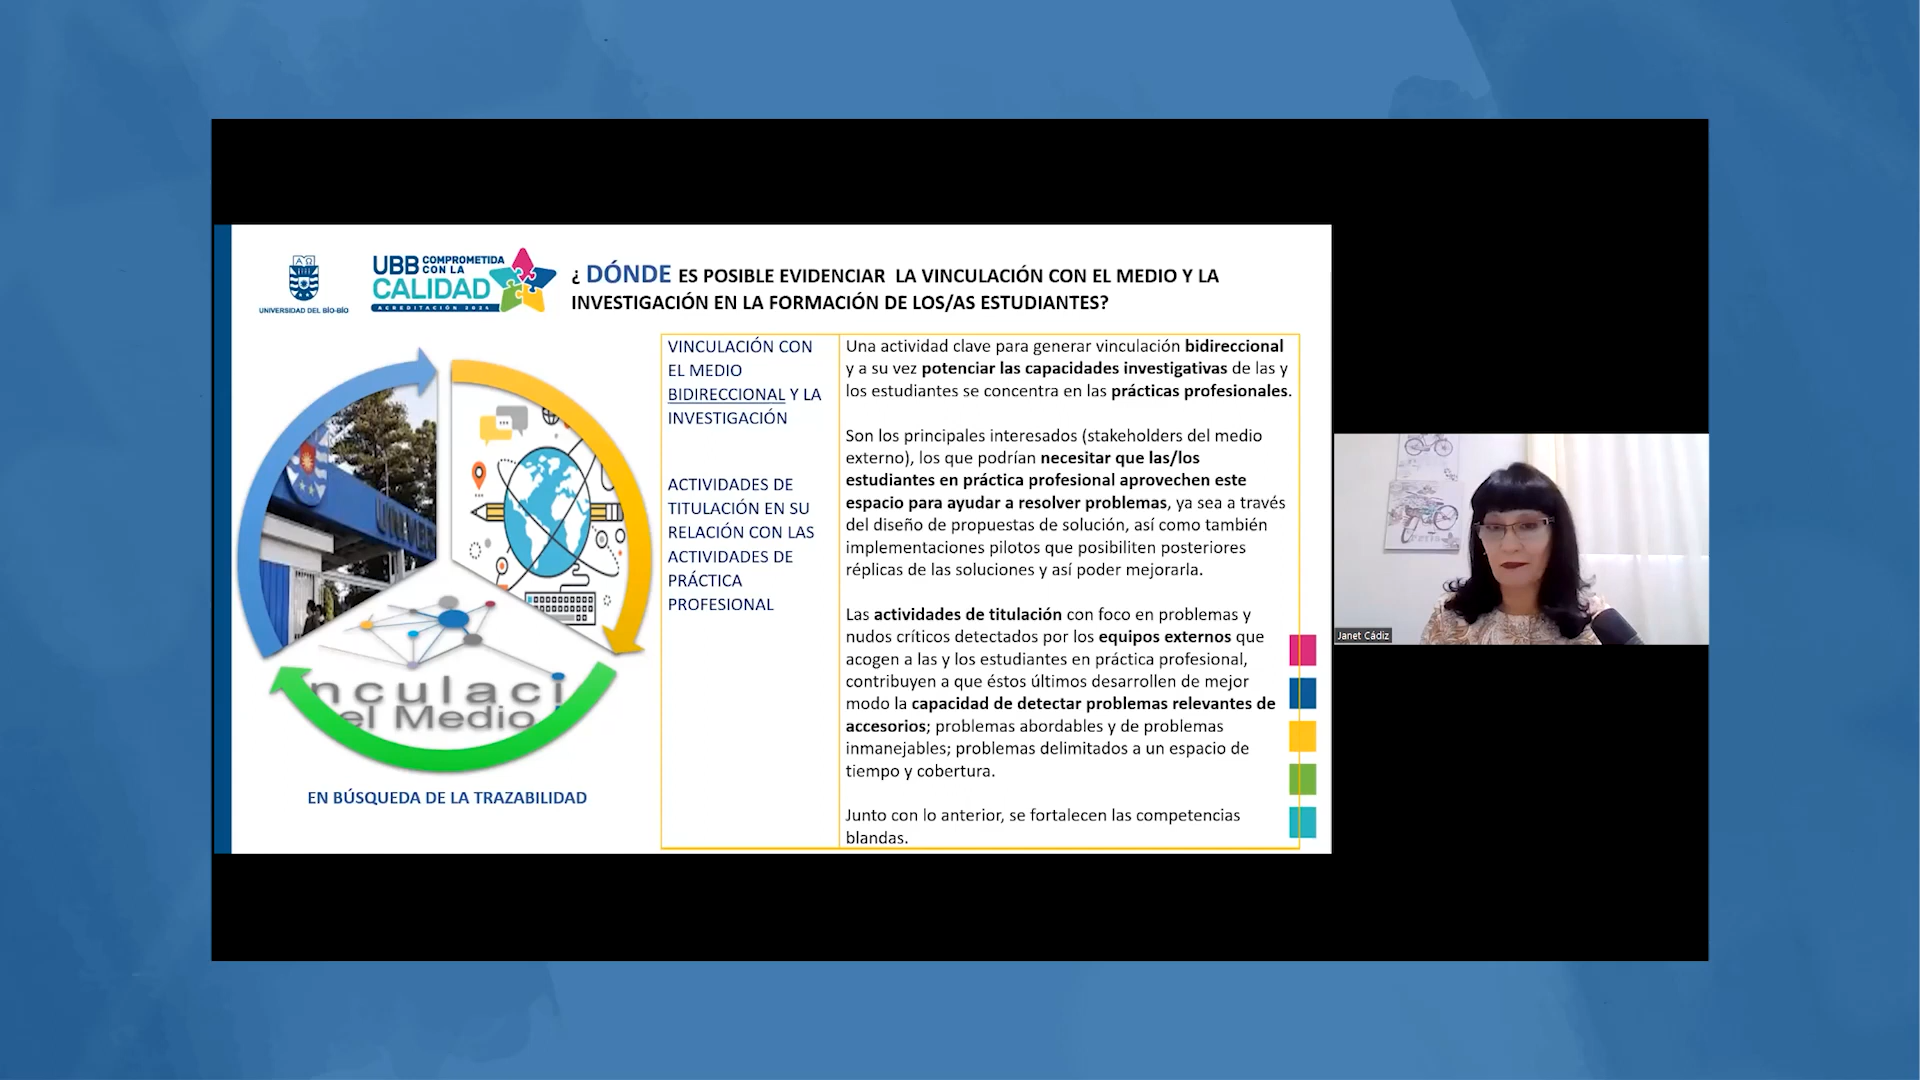 UNIVERSIDAD DEL BÍO-BÍO
UBB COMPROMETIDA
CON LA
CALIDAD
ACREDITACIÓN 2024
¿ DÓNDE ES POSIBLE EVIDENCIAR LA VINCULACIÓN CON EL MEDIO Y LA
INVESTIGACIÓN EN LA FORMACIÓN DE LOS/AS ESTUDIANTES?
nculaci
el Medio
EN BÚSQUEDA DE LA TRAZABILIDAD
VINCULACIÓN CON
EL MEDIO
BIDIRECCIONAL Y LA
INVESTIGACIÓN
ACTIVIDADES DE
TITULACIÓN EN SU
RELACIÓN CON LAS
ACTIVIDADES DE
PRÁCTICA
PROFESIONAL
Una actividad clave para generar vinculación bidireccional
y a su vez potenciar las capacidades investigativas de las y
los estudiantes se concentra en las prácticas profesionales.
Son los principales interesados (stakeholders del medio
externo), los que podrían necesitar que las/los
estudiantes en práctica profesional aprovechen este
espacio para ayudar a resolver problemas, ya sea a través
del diseño de propuestas de solución, así como también
implementaciones pilotos que posibiliten posteriores
réplicas de las soluciones y así poder mejorarla.
Las actividades de titulación con foco en problemas y
nudos críticos detectados por los equipos externos que
acogen a las y los estudiantes en práctica profesional,
contribuyen a que éstos últimos desarrollen de mejor
modo la capacidad de detectar problemas relevantes de
accesorios; problemas abordables y de problemas
inmanejables; problemas delimitados a un espacio de
tiempo y cobertura.
Junto con lo anterior, se fortalecen las competencias
blandas.
Janet Cádiz